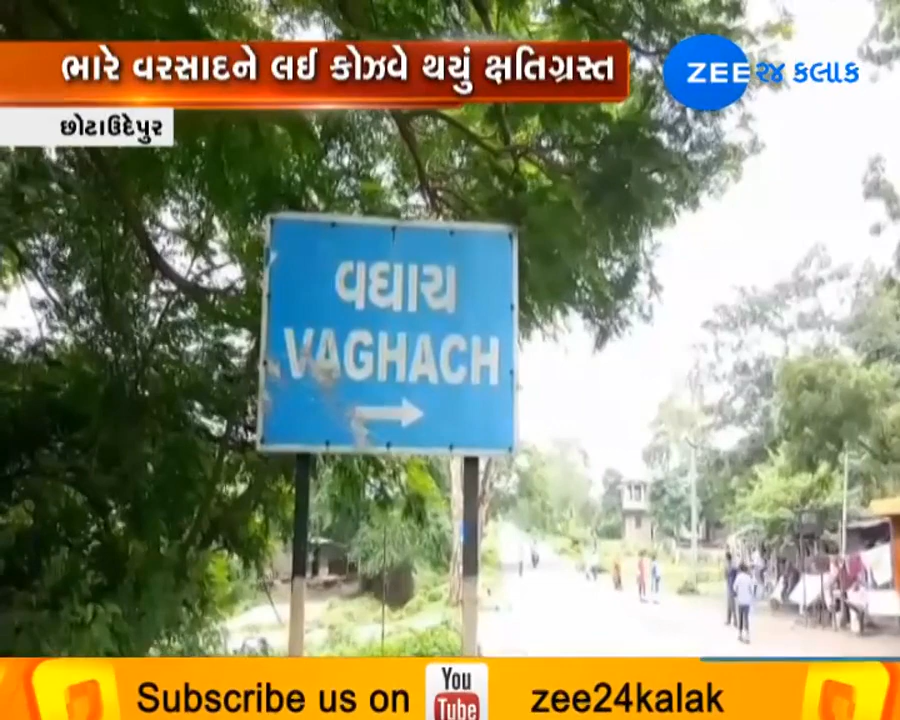 ભારે વરસાદને લઈ કોઝવે થયું ક્ષતિગ્રસ્ત
ZEE ૨૪ કલાક
છોટાઉદેપુર
વઘાચ
VAGHACH
Subscribe us on You Tube zee24kalak